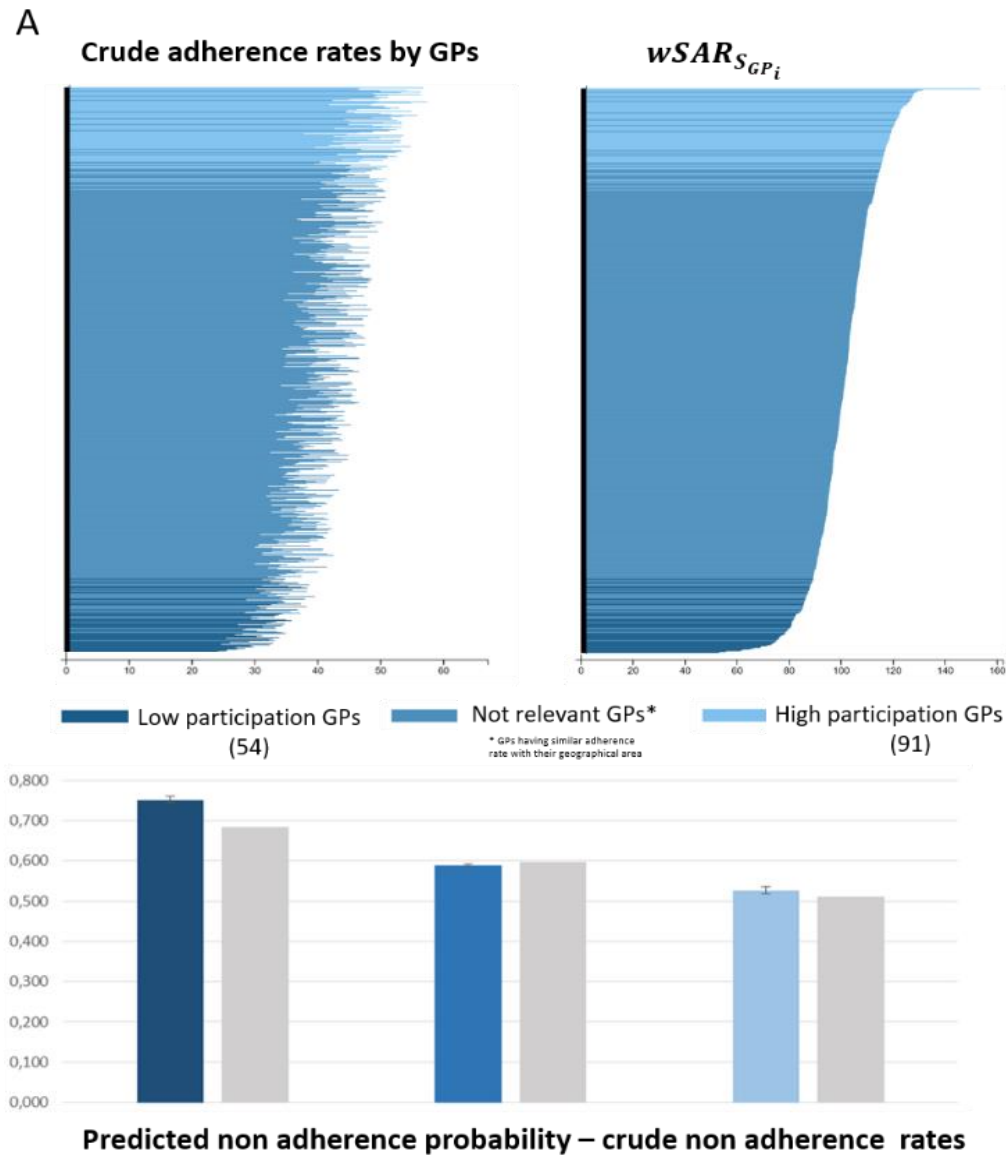 A
Crude adherence rates by GPs
wSAR_{S_{GP_i}}
0 10 20 30 40 50 60
0 20 40 60 80 100 120 140 160
Low participation GPs
(54)
Not relevant GPs*
* GPs having similar adherence
rate with their geographical area
High participation GPs
(91)
0,800
0,700
0,600
0,500
0,400
0,300
0,200
0,100
0,000
Predicted non adherence probability – crude non adherence rates